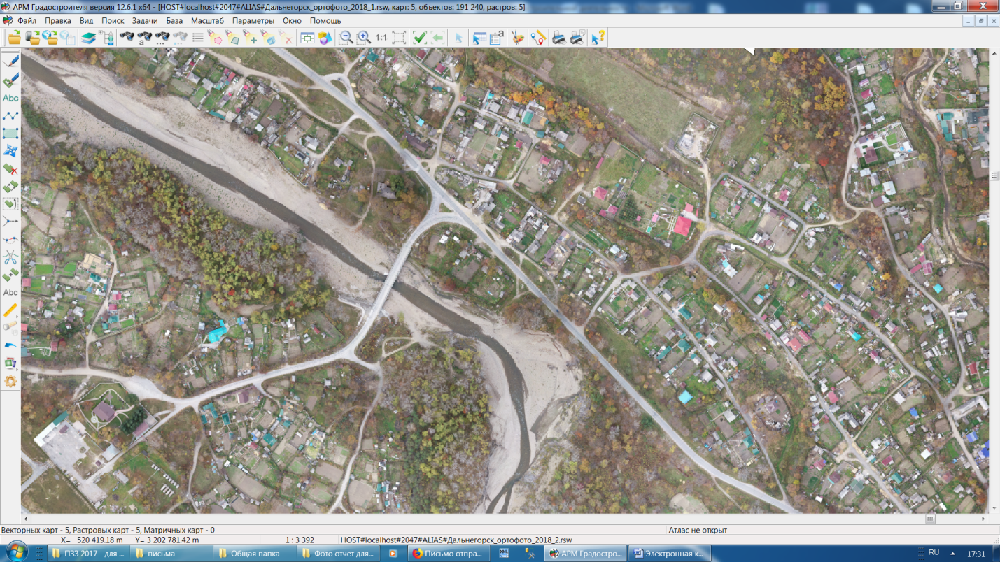 АРМ Градостроителя версия 12.6.1 x64 - [HOST#localhost#2047#ALIAS#Дальнегорск_ортофото_2018_1.rsw, карт: 5, объектов: 191 240, растров: 5]
Файл Правка Вид Поиск Задачи База Масштаб Параметры Окно Помощь
a 1:1 a ?
Abc
Abc
Векторных карт - 5, Растровых карт - 5, Матричных карт - 0 Атлас не открыт
X= 520 419.18 m Y= 3 202 781.42 m 1 : 3 392 HOST#localhost#2047#ALIAS#Дальнегорск_ортофото_2018_2.rsw
ПЗЗ 2017 - для ... письма Общая папка Фото отчет для... Письмо отпра... XML АРМ Градостро... Электронная к... RU 17:31